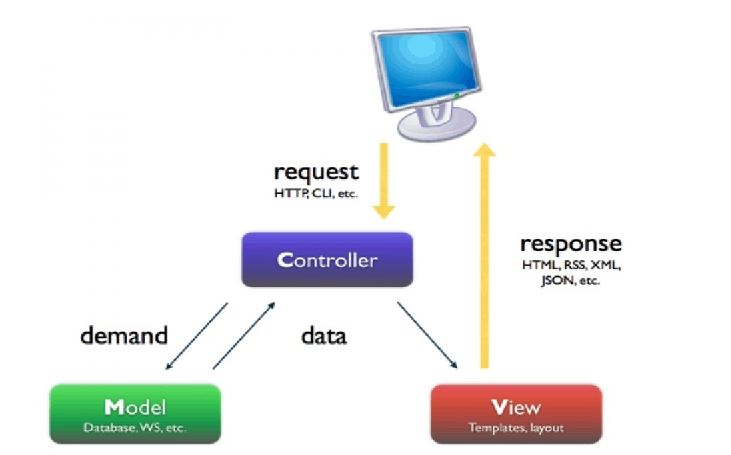 request
HTTP, CLI, etc.
Controller
response
HTML, RSS, XML,
JSON, etc.
demand
data
Model
Database, WS, etc.
View
Templates, layout